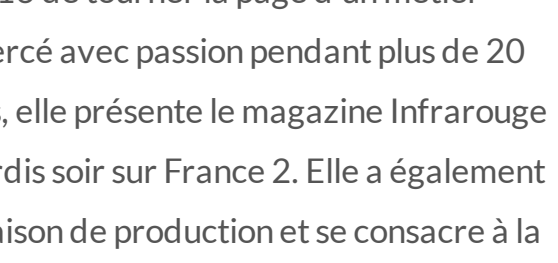 de tourner la page d'un métier
ercé avec passion pendant plus de 20
, elle présente le magazine Infrarouge
rdis soir sur France 2. Elle a également
aison de production et se consacre à la